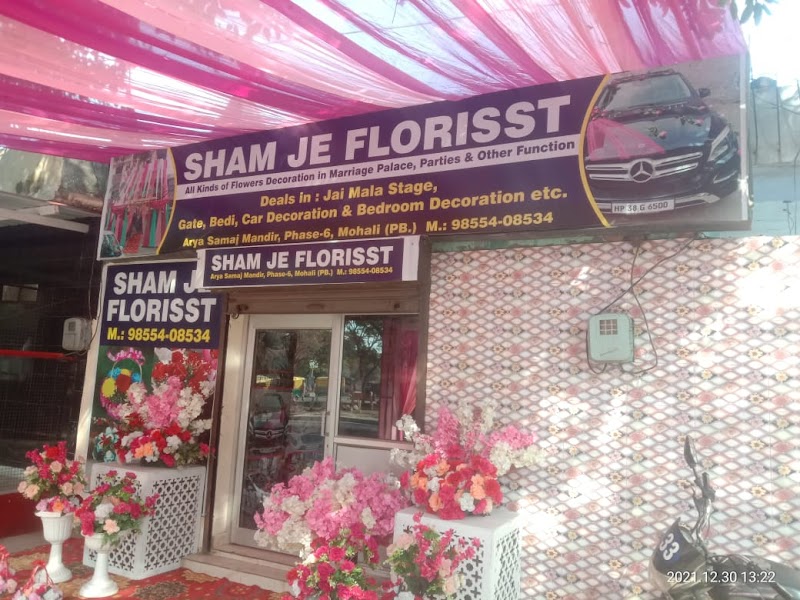 SHAM JE FLORISST
All Kinds of Flowers Decoration in Marriage Palace, Parties & Other Function
Deals in : Jai Mala Stage,
Gate, Bedi, Car Decoration & Bedroom Decoration etc.
Arya Samaj Mandir, Phase-6, Mohali (PB.) M.: 98554-08534
HP 38 G 6500
SHAM JE FLORISST
Arya Samaj Mandir, Phase-6, Mohali (PB.) M.: 98554-08534
SHAM JE
FLORISST
M.: 98554-08534
33
2021.12.30 13:22